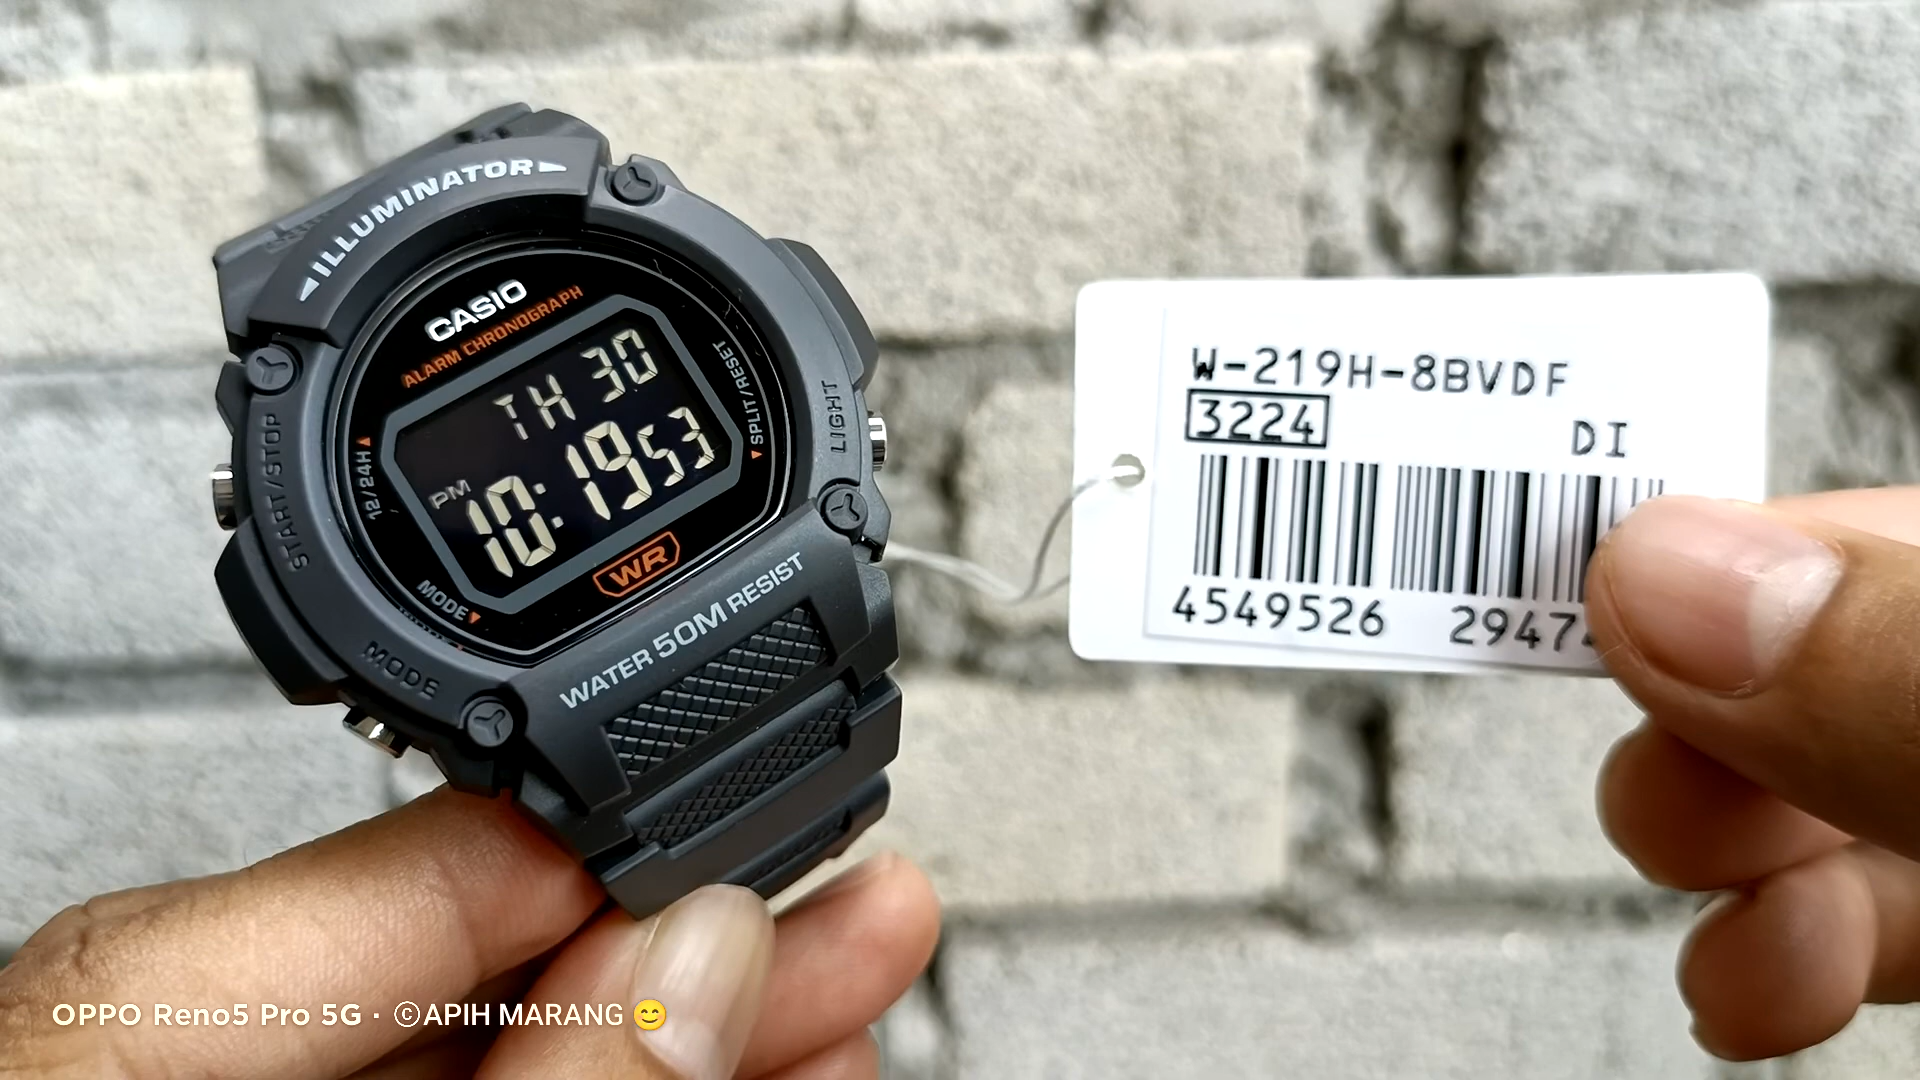 ILLUMINATOR
CASIO
ALARM CHRONOGRAPH
TH 30
PM 10:19 53
12/24H
SPLIT/RESET
START/STOP
LIGHT
MODE
WR
MODE
WATER 50M RESIST
W-219H-8BVDF
3224
DI
4549526 2947
OPPO Reno5 Pro 5G · ©APIH MARANG 😊